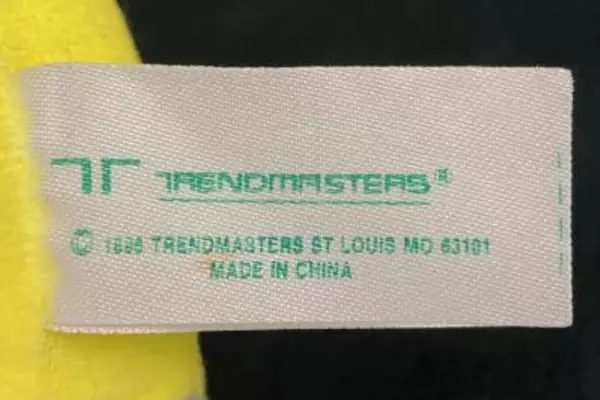 TRENDMASTERS®
© TRENDMASTERS ST LOUIS MO 63101
MADE IN CHINA